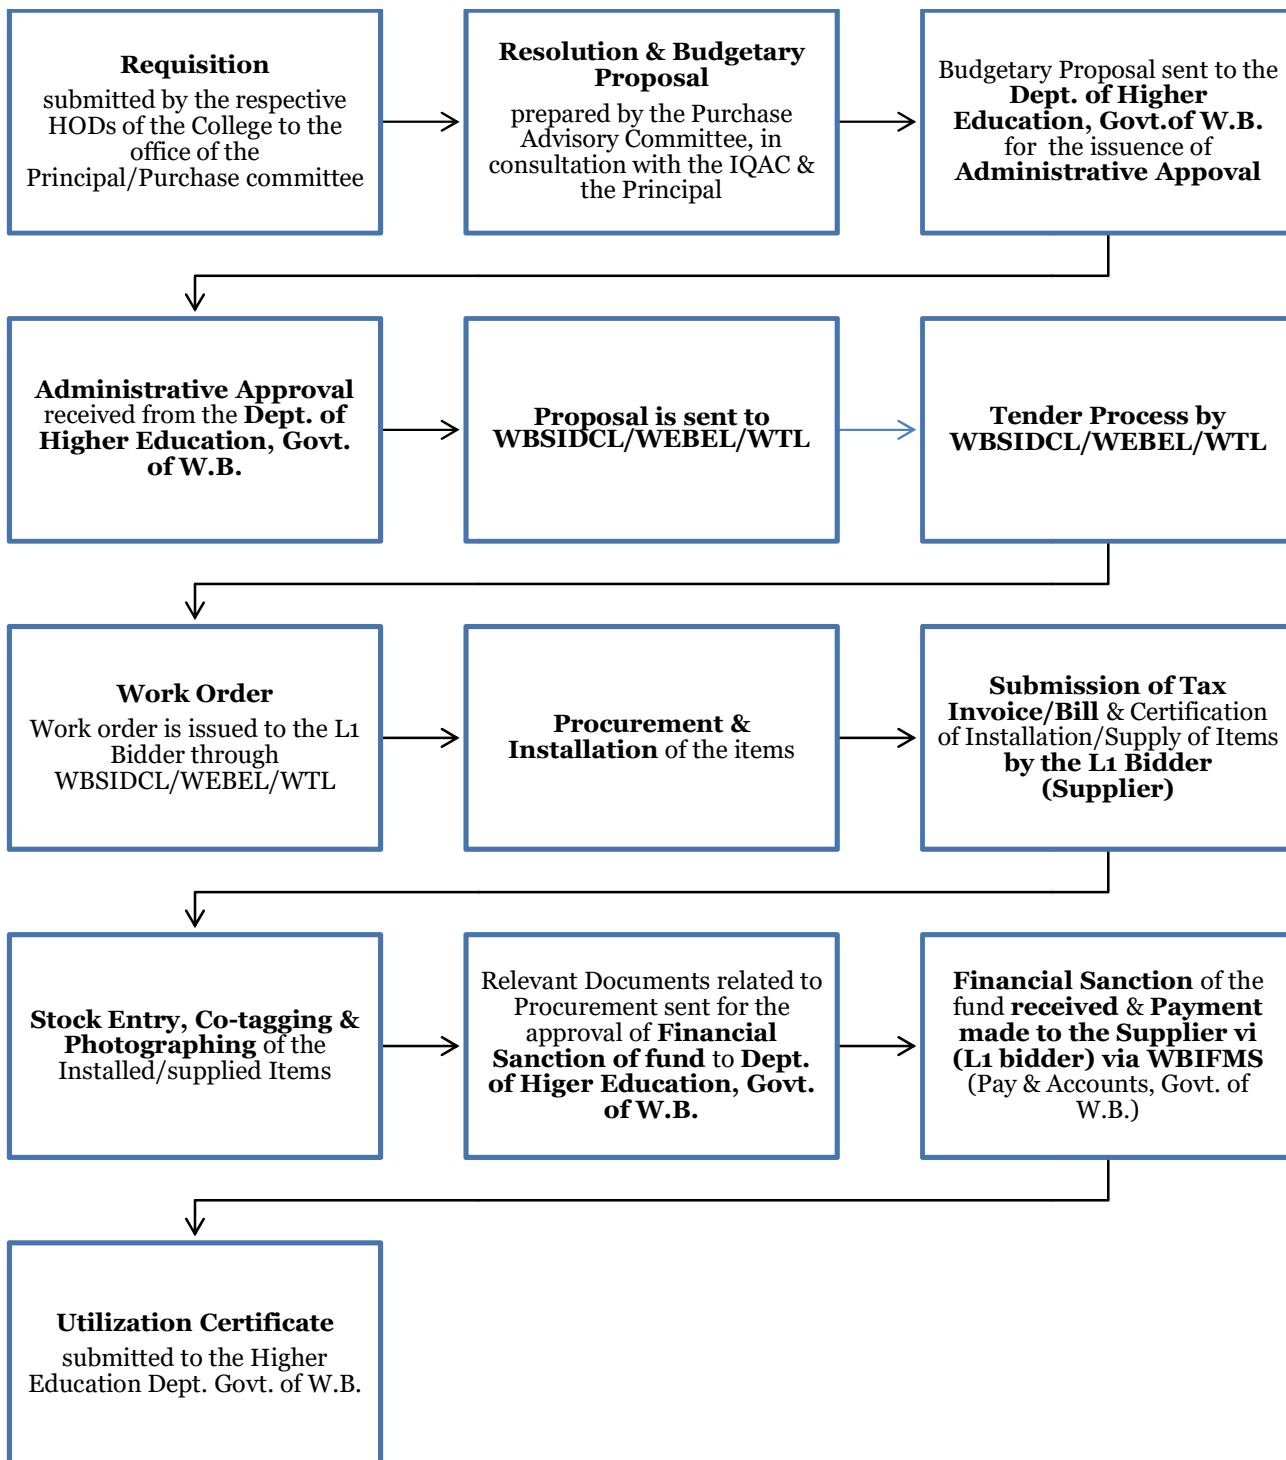 Requisition
submitted by the respective
HODs of the College to the
office of the
Principal/Purchase committee
Resolution & Budgetary
Proposal
prepared by the Purchase
Advisory Committee, in
consultation with the IQAC &
the Principal
Budgetary Proposal sent to the
Dept. of Higher
Education, Govt.of W.B.
for the issuence of
Administrative Appoval
Administrative Approval
received from the Dept. of
Higher Education, Govt.
of W.B.
Proposal is sent to
WBSIDCL/WEBEL/WTL
Tender Process by
WBSIDCL/WEBEL/WTL
Work Order
Work order is issued to the L1
Bidder through
WBSIDCL/WEBEL/WTL
Procurement &
Installation of the items
Submission of Tax
Invoice/Bill & Certification
of Installation/Supply of Items
by the L1 Bidder
(Supplier)
Stock Entry, Co-tagging &
Photographing of the
Installed/supplied Items
Relevant Documents related to
Procurement sent for the
approval of Financial
Sanction of fund to Dept.
of Higer Education, Govt.
of W.B.
Financial Sanction of the
fund received & Payment
made to the Supplier vi
(L1 bidder) via WBIFMS
(Pay & Accounts, Govt. of
W.B.)
Utilization Certificate
submitted to the Higher
Education Dept. Govt. of W.B.